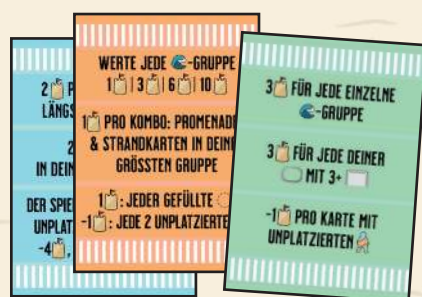 2 P
LÄNGS
2
IN DEIN
DER SPIE
UNPLAT
-4,
WERTE JEDE -GRUPPE
1 | 3 | 6 | 10
1 PRO KOMBO: PROMENADE
& STRANDKARTEN IN DEINE
GRÖSSTEN GRUPPE
1: JEDER GEFÜLLTE
-1: JEDE 2 UNPLATZIERTE
3 FÜR JEDE EINZELNE
-GRUPPE
3 FÜR JEDE DEINER
MIT 3+
-1 PRO KARTE MIT
UNPLATZIERTEN